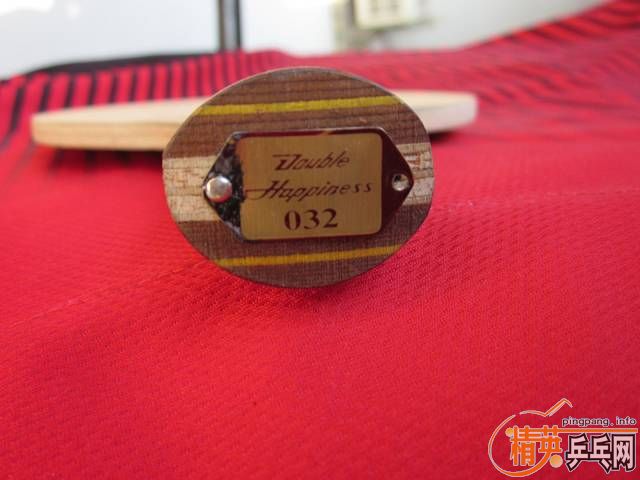 Double
Happiness
032
pingpang.info
精英乒乓网